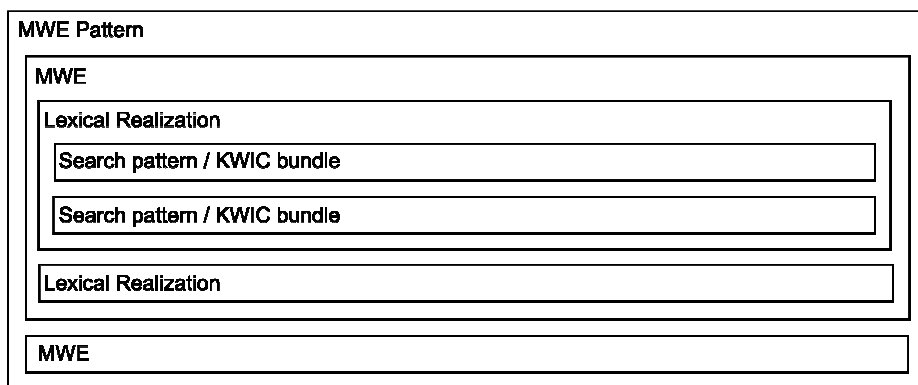 MWE Pattern
MWE
Lexical Realization
Search pattern / KWIC bundle
Search pattern / KWIC bundle
Lexical Realization
MWE